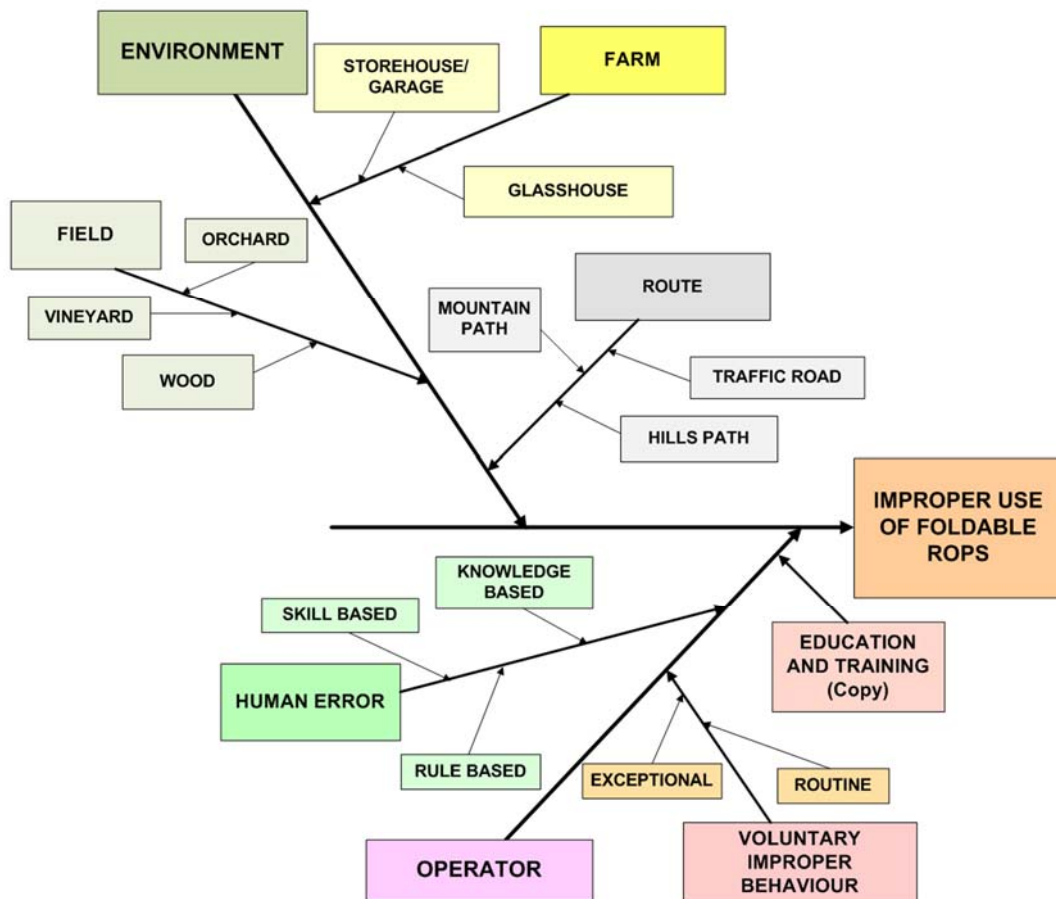 ENVIRONMENT
STOREHOUSE/
GARAGE
FARM
GLASSHOUSE
FIELD
ORCHARD
VINEYARD
WOOD
ROUTE
MOUNTAIN
PATH
TRAFFIC ROAD
HILLS PATH
IMPROPER USE
OF FOLDABLE
ROPS
KNOWLEDGE
BASED
SKILL BASED
HUMAN ERROR
RULE BASED
EDUCATION
AND TRAINING
(Copy)
EXCEPTIONAL
ROUTINE
OPERATOR
VOLUNTARY
IMPROPER
BEHAVIOUR